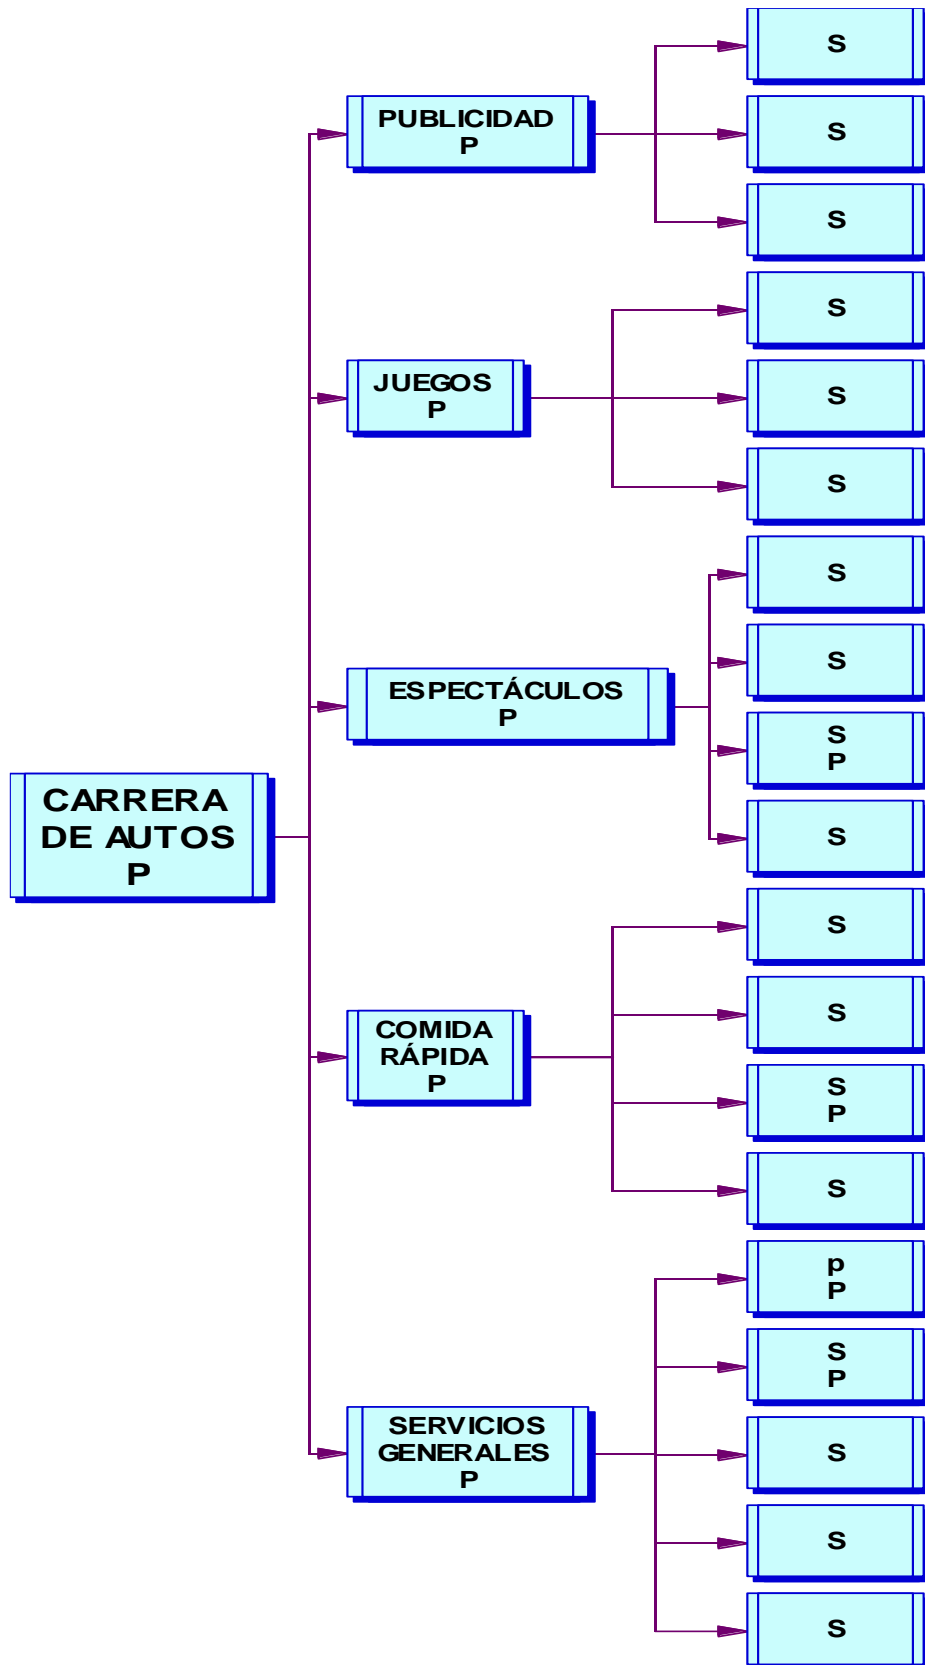 CARRERA
DE AUTOS
P
PUBLICIDAD
P
S
S
S
JUEGOS
P
S
S
S
ESPECTÁCULOS
P
S
S
S
P
S
COMIDA
RÁPIDA
P
S
S
S
P
S
SERVICIOS
GENERALES
P
p
P
S
P
S
S
S